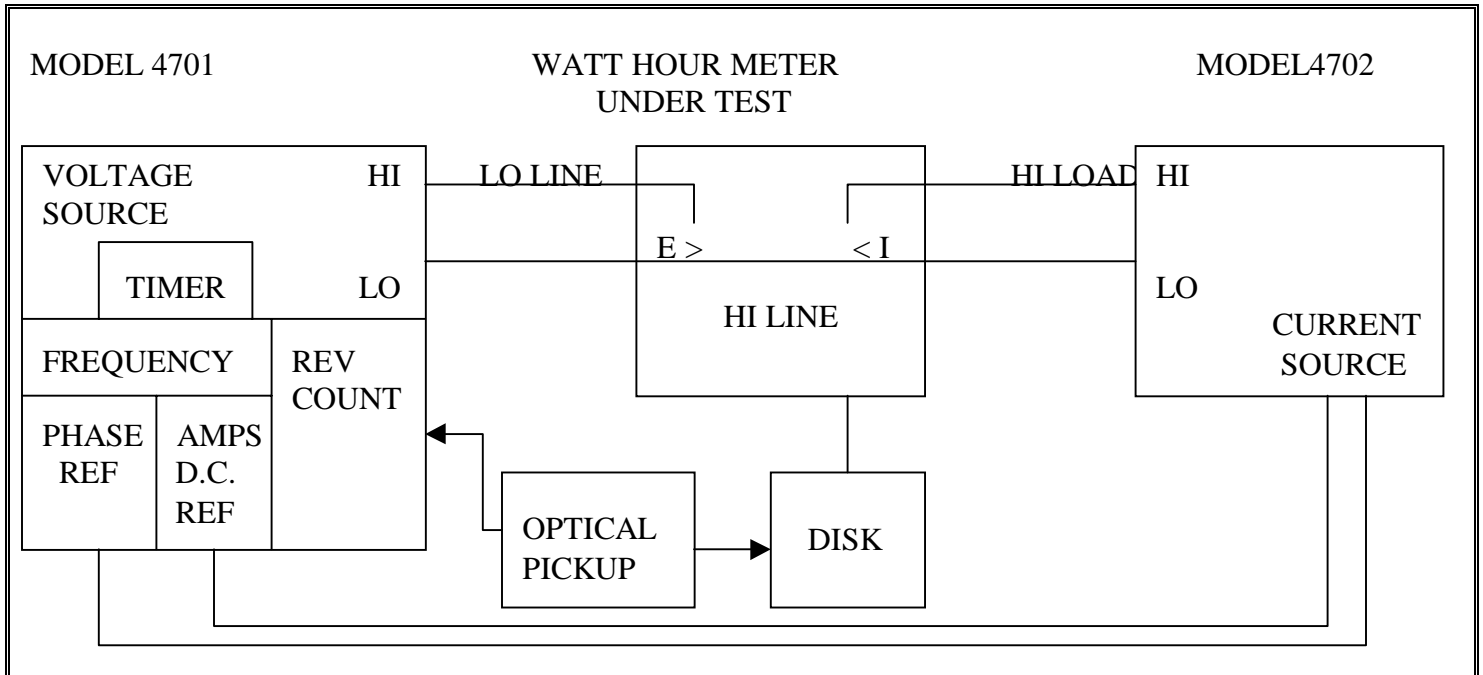 MODEL 4701
WATT HOUR METER
UNDER TEST
MODEL4702
VOLTAGE
SOURCE
HI
LO LINE
HI LOAD
HI
E >
< I
TIMER
LO
LO
HI LINE
CURRENT
SOURCE
FREQUENCY
REV
COUNT
PHASE
REF
AMPS
D.C.
REF
OPTICAL
PICKUP
DISK